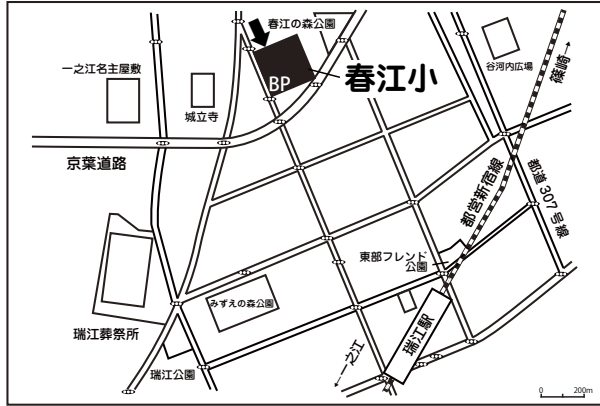 春江の森公園
谷河内広場
篠崎→
一之江名主屋敷
城立寺
BP
春江小
京葉道路
都営新宿線
都道307号線
東部フレンド
公園
みずえの森公園
瑞江葬祭所
瑞江駅
←一之江
瑞江公園
0 200m